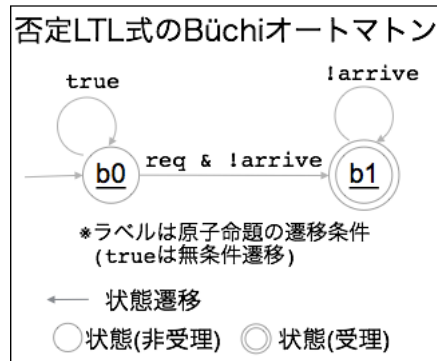 否定LTL式のBüchiオートマトン
true
!arrive
b0
req & !arrive
b1
*ラベルは原子命題の遷移条件
(trueは無条件遷移)
状態遷移
状態(非受理) 状態(受理)